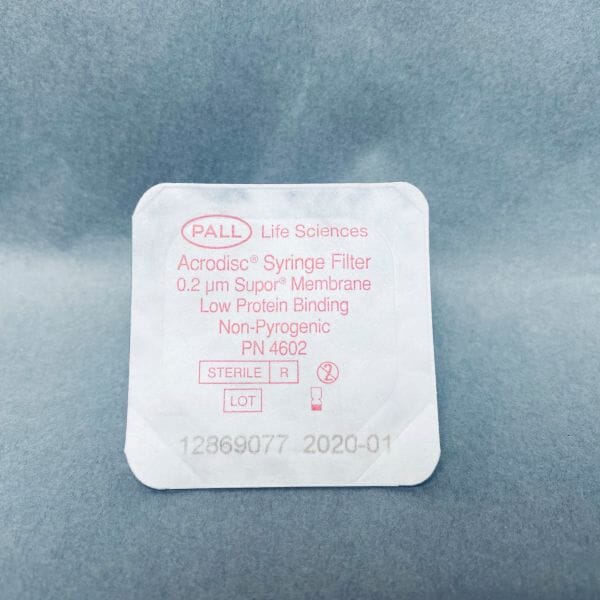 PALL Life Sciences
Acrodisc® Syringe Filter
0.2 µm Supor® Membrane
Low Protein Binding
Non-Pyrogenic
PN 4602
STERILE R 2
LOT
12869077 2020-01